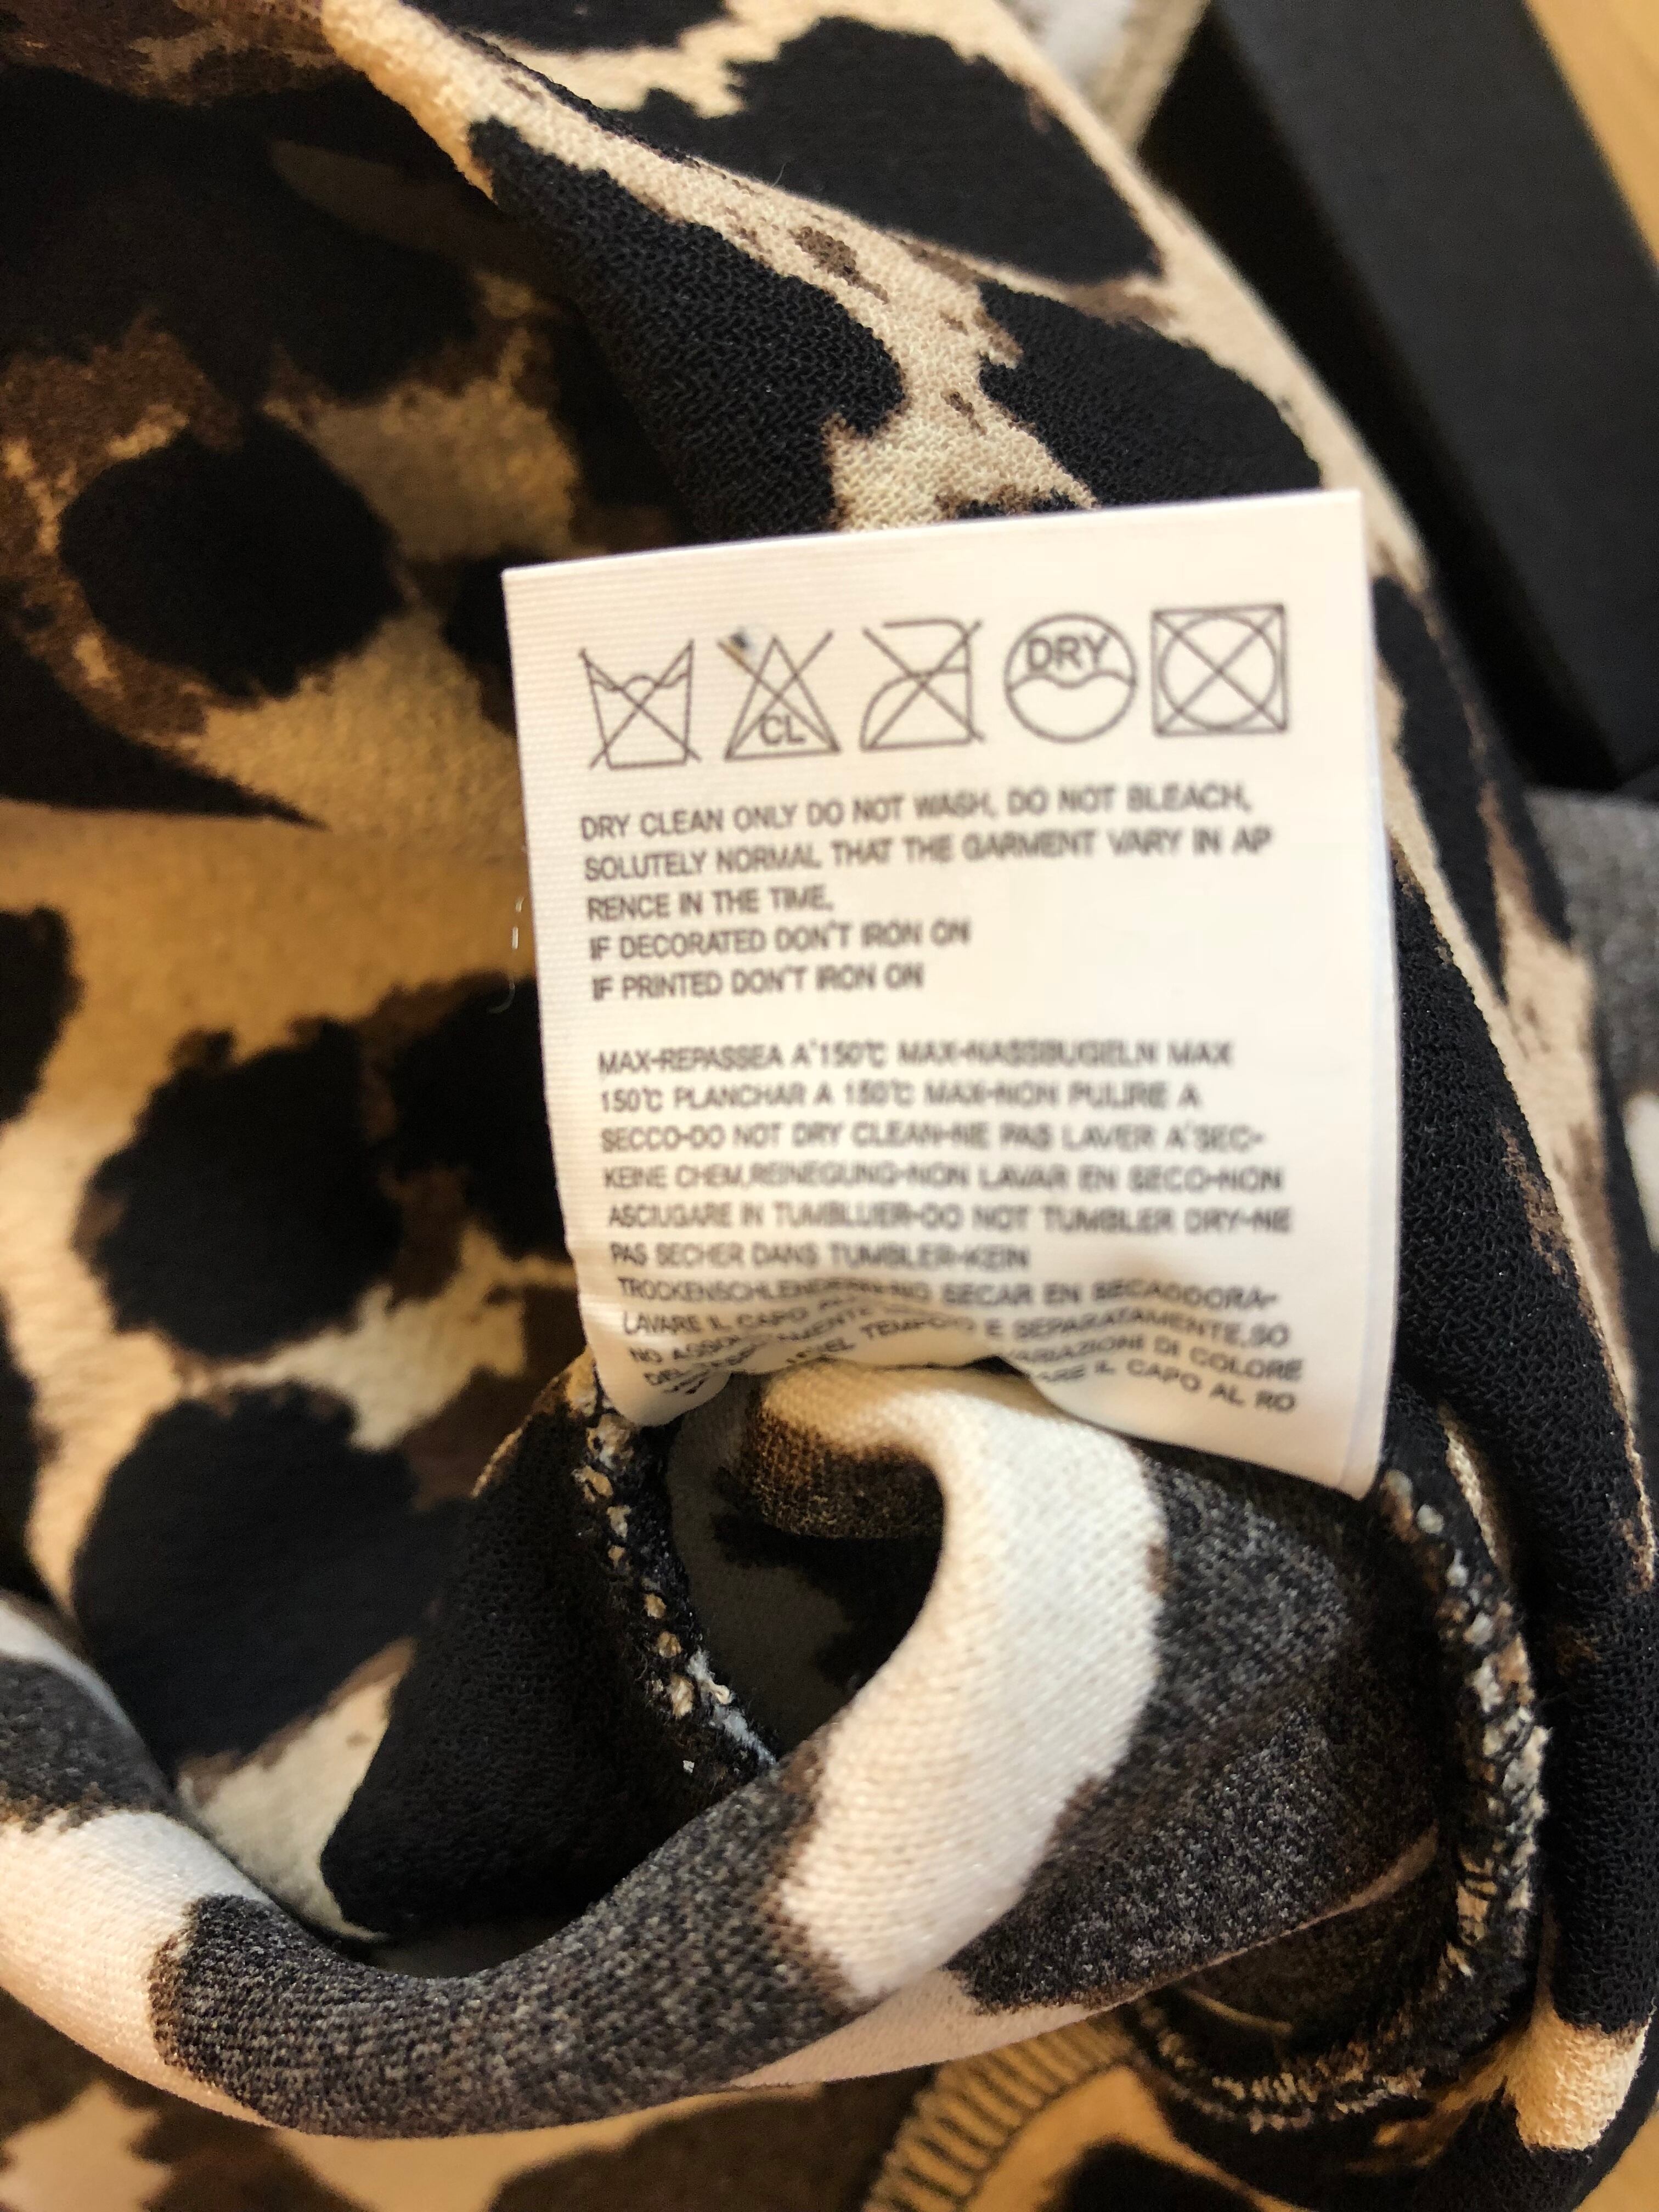 CL DRY
DRY CLEAN ONLY DO NOT WASH, DO NOT BLEACH,
SOLUTELY NORMAL THAT THE GARMENT VARY IN AP
RENCE IN THE TIME,
IF DECORATED DON'T IRON ON
IF PRINTED DON'T IRON ON
MAX-REPASSEA A'150℃ MAX-NASSBUGELN MAX
150℃ PLANCHAR A 150℃ MAX-NON PULIRE A
SECCO-DO NOT DRY CLEAN-NE PAS LAVER A'SEC-
KEINE CHEM.REINEGUNG-NON LAVAR EN SECO-NON
ASCIUGARE IN TUMBLUER-DO NOT TUMBLER DRY-NE
PAS SECHER DANS TUMBLER-KEIN
SECAR EN SECADDORA-
LAVARE IL CAPO E SEPARATAMENTE.SO
NO TEMPO DI COLORE
IL CAPO AL RO